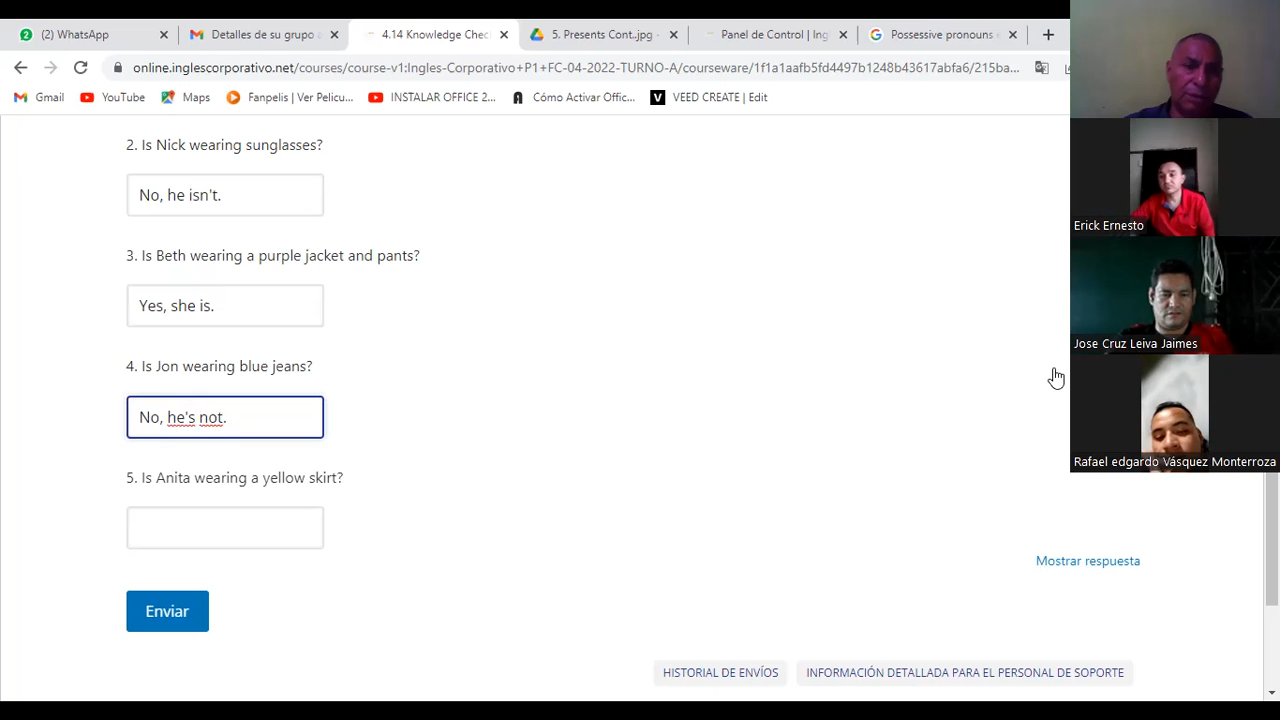 (2) WhatsApp
Detalles de su grupo a
4.14 Knowledge Chec
5. Presents Cont.jpg -
Panel de Control | Ing
Possessive pronouns
online.inglescorporativo.net/courses/course-v1:Ingles-Corporativo+P1+FC-04-2022-TURNO-A/courseware/1f1a1aafb5fd4497b1248b43617abfa6/215ba...
Gmail
YouTube
Maps
Fanpelis | Ver Pelicu...
INSTALAR OFFICE 2...
Cómo Activar Offic...
VEED CREATE | Edit
2. Is Nick wearing sunglasses?
No, he isn't.
3. Is Beth wearing a purple jacket and pants?
Yes, she is.
4. Is Jon wearing blue jeans?
No, he's not.
5. Is Anita wearing a yellow skirt?
Mostrar respuesta
Enviar
HISTORIAL DE ENVÍOS
INFORMACIÓN DETALLADA PARA EL PERSONAL DE SOPORTE
Erick Ernesto
Jose Cruz Leiva Jaimes
Rafael edgardo Vásquez Monterroza